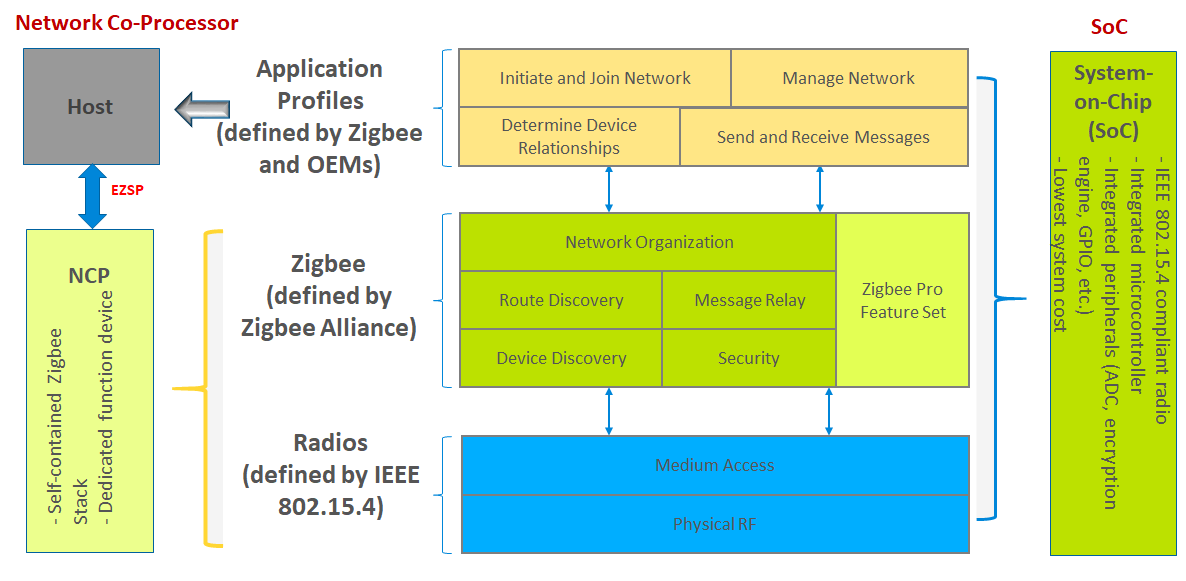 Network Co-Processor
SoC
Host
EZSP
NCP
- Self-contained Zigbee
Stack
- Dedicated function device
Application
Profiles
(defined by Zigbee
and OEMs)
Zigbee
(defined by
Zigbee Alliance)
Radios
(defined by IEEE
802.15.4)
Initiate and Join Network
Manage Network
Determine Device
Relationships
Send and Receive Messages
Network Organization
Route Discovery
Message Relay
Device Discovery
Security
Zigbee Pro
Feature Set
Medium Access
Physical RF
System-
on-Chip
(SoC)
- IEEE 802.15.4 compliant radio
- Integrated microcontroller
- Integrated peripherals (ADC, encryption
engine, GPIO, etc.)
- Lowest system cost